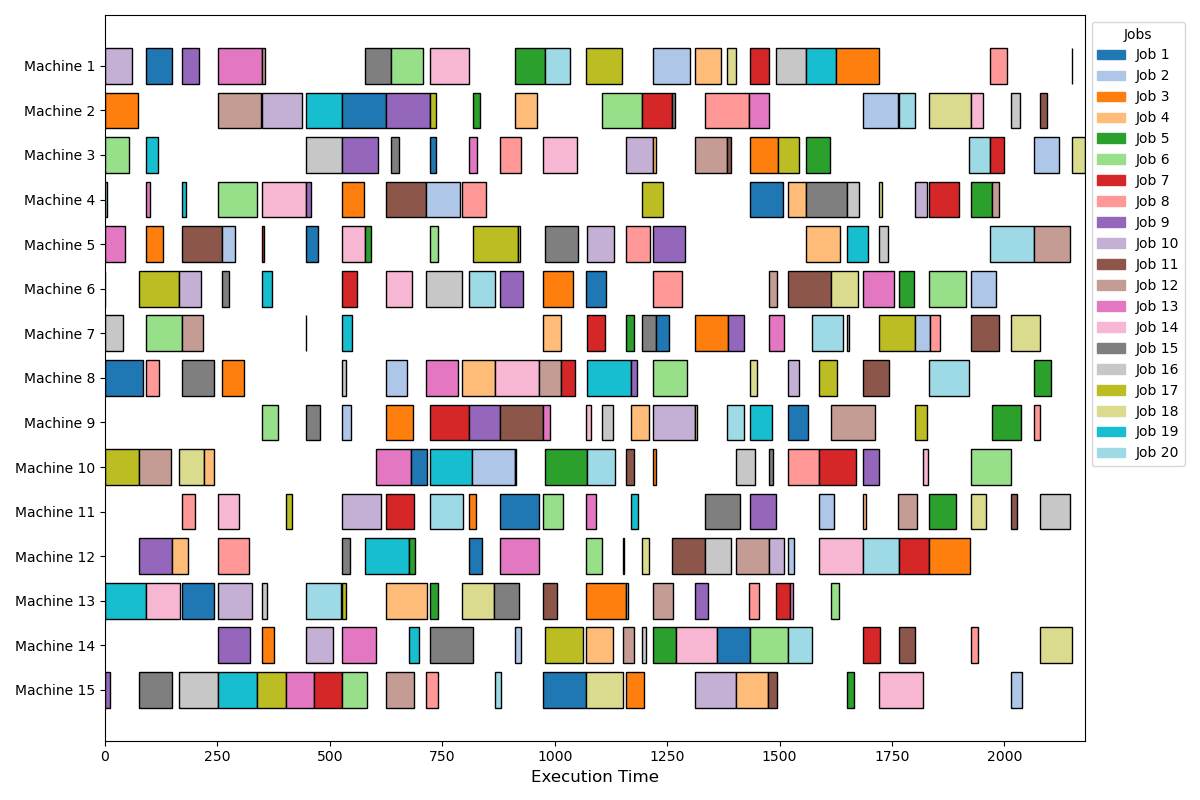 Machine 1
Machine 2
Machine 3
Machine 4
Machine 5
Machine 6
Machine 7
Machine 8
Machine 9
Machine 10
Machine 11
Machine 12
Machine 13
Machine 14
Machine 15
0 250 500 750 1000 1250 1500 1750 2000
Execution Time
Jobs
Job 1
Job 2
Job 3
Job 4
Job 5
Job 6
Job 7
Job 8
Job 9
Job 10
Job 11
Job 12
Job 13
Job 14
Job 15
Job 16
Job 17
Job 18
Job 19
Job 20